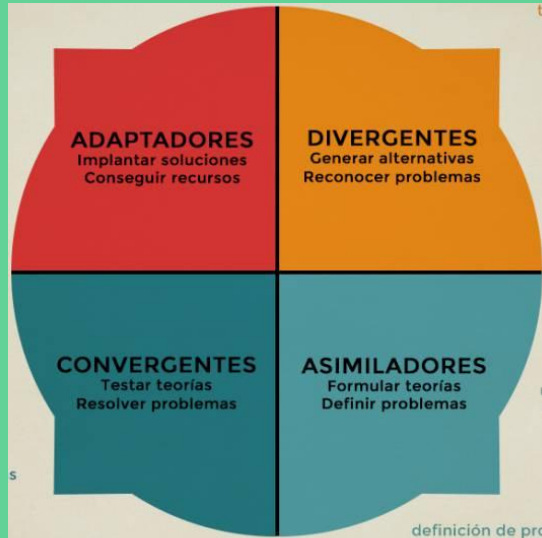 ADAPTADORES
Implantar soluciones
Conseguir recursos
DIVERGENTES
Generar alternativas
Reconocer problemas
CONVERGENTES
Testar teorías
Resolver problemas
ASIMILADORES
Formular teorías
Definir problemas
s
definición de pro